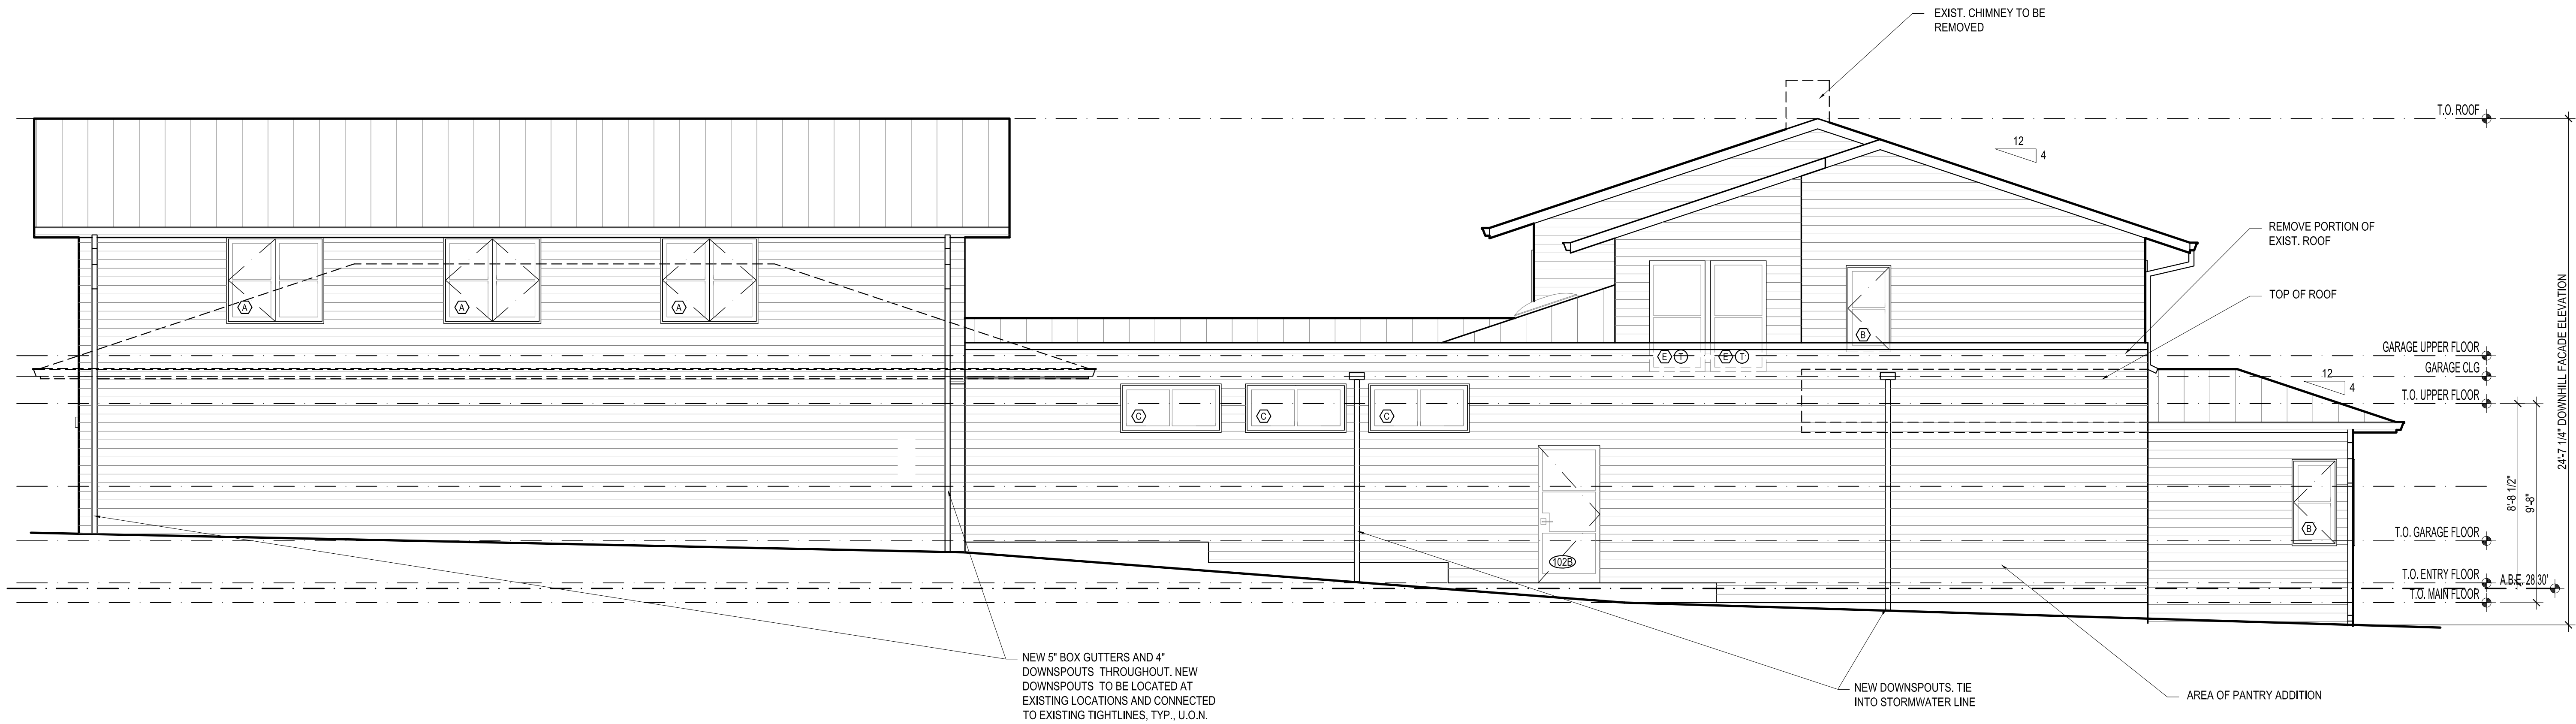 EXIST. CHIMNEY TO BE
REMOVED
T.O. ROOF
12
4
REMOVE PORTION OF
EXIST. ROOF
TOP OF ROOF
A
A
A
B
E
T
E
T
GARAGE UPPER FLOOR
GARAGE CLG
12
4
T.O. UPPER FLOOR
C
C
C
24'-7 1/4" DOWNHILL FACADE ELEVATION
8'-8 1/2"
9'-8"
B
T.O. GARAGE FLOOR
102B
T.O. ENTRY FLOOR
A.B.E. 28.30'
T.O. MAIN FLOOR
NEW 5" BOX GUTTERS AND 4"
DOWNSPOUTS THROUGHOUT. NEW
DOWNSPOUTS TO BE LOCATED AT
EXISTING LOCATIONS AND CONNECTED
TO EXISTING TIGHTLINES, TYP., U.O.N.
NEW DOWNSPOUTS. TIE
INTO STORMWATER LINE
AREA OF PANTRY ADDITION